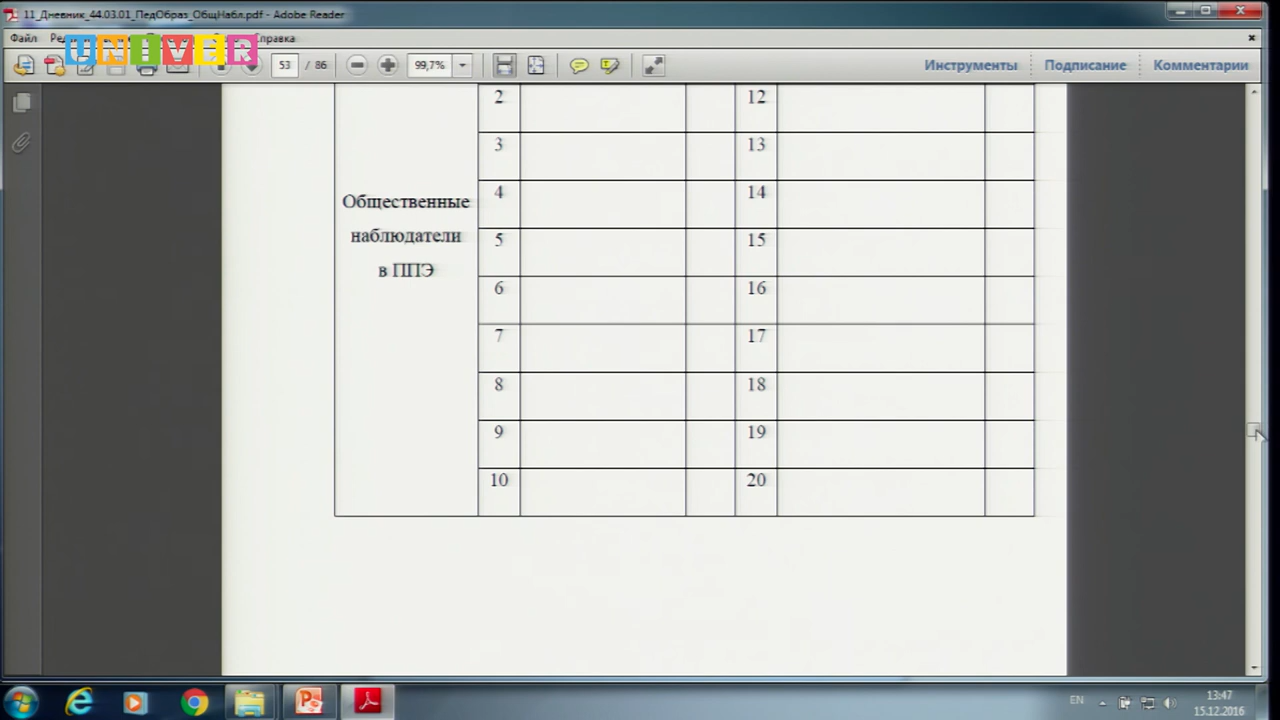 11_Дневник_44.03.01_ПедОбраз_ОбщНабл.pdf - Adobe Reader
Файл
Справка
UNIVER
53 / 86
99,7%
Инструменты
Подписание
Комментарии
2 12
3 13
4 14
5 15
6 16
7 17
8 18
9 19
10 20
Общественные
наблюдатели
в ППЭ
EN
13:47
15.12.2016